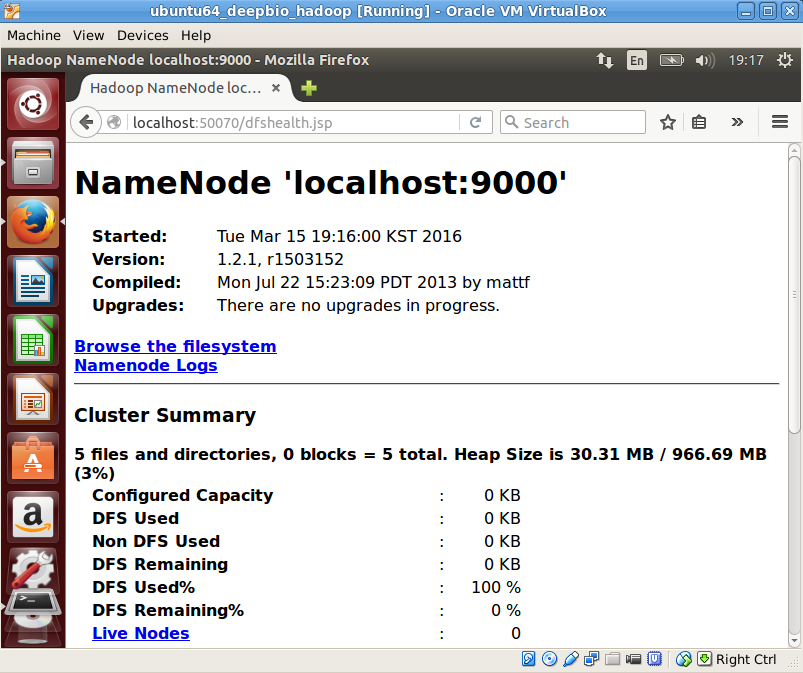 ubuntu64_deepbio_hadoop [Running] - Oracle VM VirtualBox
Machine View Devices Help
Hadoop NameNode localhost:9000 - Mozilla Firefox En 19:17
Hadoop NameNode loc...
localhost:50070/dfshealth.jsp Search
NameNode 'localhost:9000'
Started: Tue Mar 15 19:16:00 KST 2016
Version: 1.2.1, r1503152
Compiled: Mon Jul 22 15:23:09 PDT 2013 by mattf
Upgrades: There are no upgrades in progress.
Browse the filesystem
Namenode Logs
Cluster Summary
5 files and directories, 0 blocks = 5 total. Heap Size is 30.31 MB / 966.69 MB
(3%)
Configured Capacity : 0 KB
DFS Used : 0 KB
Non DFS Used : 0 KB
DFS Remaining : 0 KB
DFS Used% : 100 %
DFS Remaining% : 0 %
Live Nodes : 0
Right Ctrl